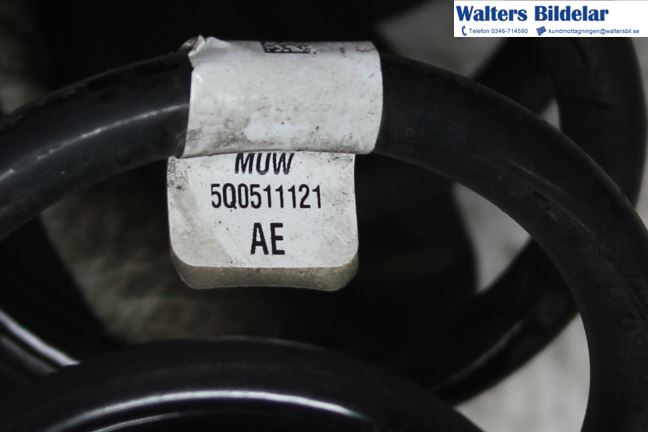 Walters Bildelar
Telefon 0346-714580 kundmottagningen@waltersbil.se
MUW
5Q0511121
AE